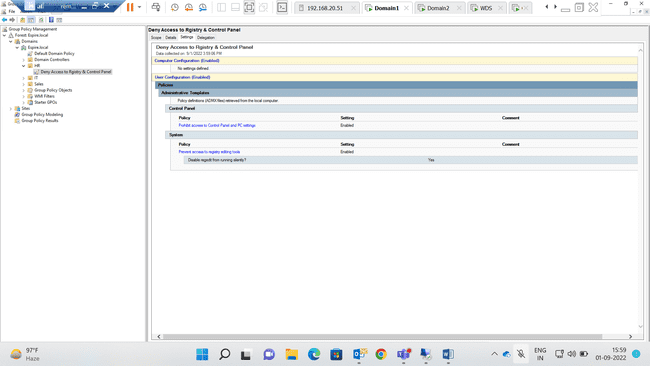 192.168.20.51
Domain1
Domain2
WDS
File
Group Policy Management
Forest: Expire.local
Domains
Expire.local
Default Domain Policy
Domain Controllers
HR
Deny Access to Rgistry & Control Panel
IT
Sales
Group Policy Objects
WMI Filters
Starter GPOs
Sites
Group Policy Modeling
Group Policy Results
Deny Access to Rgistry & Control Panel
Scope Details Settings Delegation
Deny Access to Rgistry & Control Panel
Data collected on: 9/1/2022 3:59:06 PM
Computer Configuration (Enabled)
No settings defined.
User Configuration (Enabled)
Policies
Administrative Templates
Policy definitions (ADMX files) retrieved from the local computer.
Control Panel
Policy Setting Comment
Prohibit access to Control Panel and PC settings Enabled
System
Policy Setting Comment
Prevent access to registry editing tools Enabled
Disable regedit from running silently? Yes
97°F
Haze
ENG
IN
15:59
01-09-2022